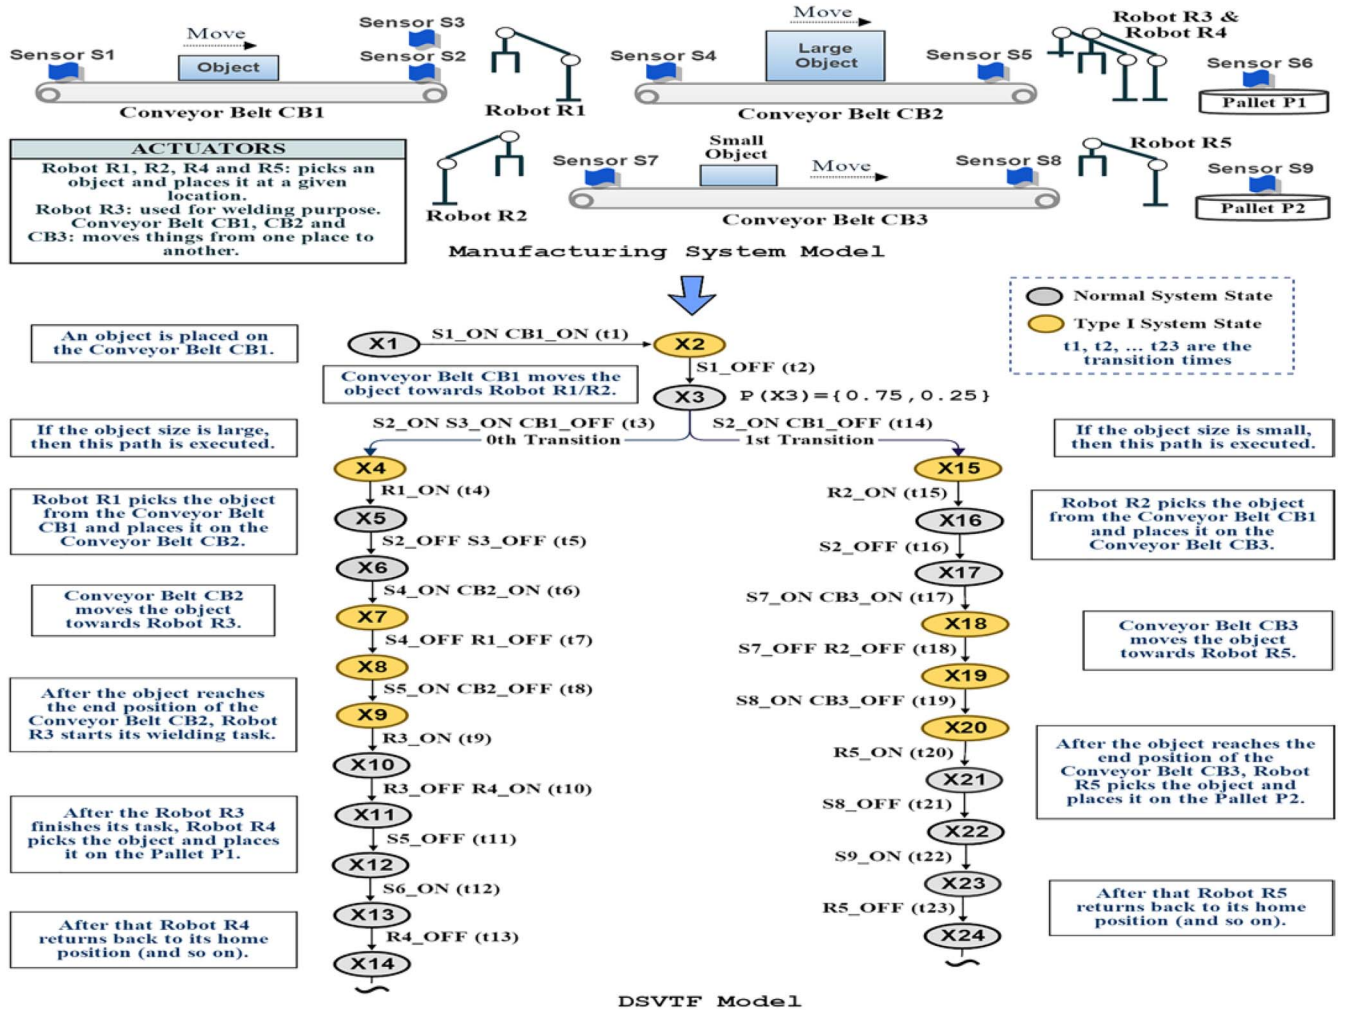 Sensor S1
Move
Object
Sensor S3
Sensor S2
Conveyor Belt CB1
Robot R1
Sensor S4
Move
Large
Object
Sensor S5
Conveyor Belt CB2
Robot R3 &
Robot R4
Sensor S6
Pallet P1
ACTUATORS
Robot R1, R2, R4 and R5: picks an
object and places it at a given
location.
Robot R3: used for welding purpose.
Conveyor Belt CB1, CB2 and
CB3: moves things from one place to
another.
Robot R2
Sensor S7
Small
Object
Move
Sensor S8
Conveyor Belt CB3
Robot R5
Sensor S9
Pallet P2
Manufacturing System Model
Normal System State
Type I System State
t1, t2, ... t23 are the
transition times
An object is placed on
the Conveyor Belt CB1.
X1
S1_ON CB1_ON (t1)
X2
S1_OFF (t2)
Conveyor Belt CB1 moves the
object towards Robot R1/R2.
X3
P(X3)={0.75,0.25}
S2_ON S3_ON CB1_OFF (t3)
0th Transition
S2_ON CB1_OFF (t14)
1st Transition
If the object size is large,
then this path is executed.
If the object size is small,
then this path is executed.
X4
R1_ON (t4)
X5
S2_OFF S3_OFF (t5)
X6
S4_ON CB2_ON (t6)
X7
S4_OFF R1_OFF (t7)
X8
S5_ON CB2_OFF (t8)
X9
R3_ON (t9)
X10
R3_OFF R4_ON (t10)
X11
S5_OFF (t11)
X12
S6_ON (t12)
X13
R4_OFF (t13)
X14
Robot R1 picks the object
from the Conveyor Belt
CB1 and places it on the
Conveyor Belt CB2.
Conveyor Belt CB2
moves the object
towards Robot R3.
After the object reaches
the end position of the
Conveyor Belt CB2, Robot
R3 starts its wielding task.
After the Robot R3
finishes its task, Robot R4
picks the object and places
it on the Pallet P1.
After that Robot R4
returns back to its home
position (and so on).
X15
R2_ON (t15)
X16
S2_OFF (t16)
X17
S7_ON CB3_ON (t17)
X18
S7_OFF R2_OFF (t18)
X19
S8_ON CB3_OFF (t19)
X20
R5_ON (t20)
X21
S8_OFF (t21)
X22
S9_ON (t22)
X23
R5_OFF (t23)
X24
Robot R2 picks the object
from the Conveyor Belt CB1
and places it on the
Conveyor Belt CB3.
Conveyor Belt CB3
moves the object
towards Robot R5.
After the object reaches the
end position of the
Conveyor Belt CB3, Robot
R5 picks the object and
places it on the Pallet P2.
After that Robot R5
returns back to its home
position (and so on).
DSVTF Model